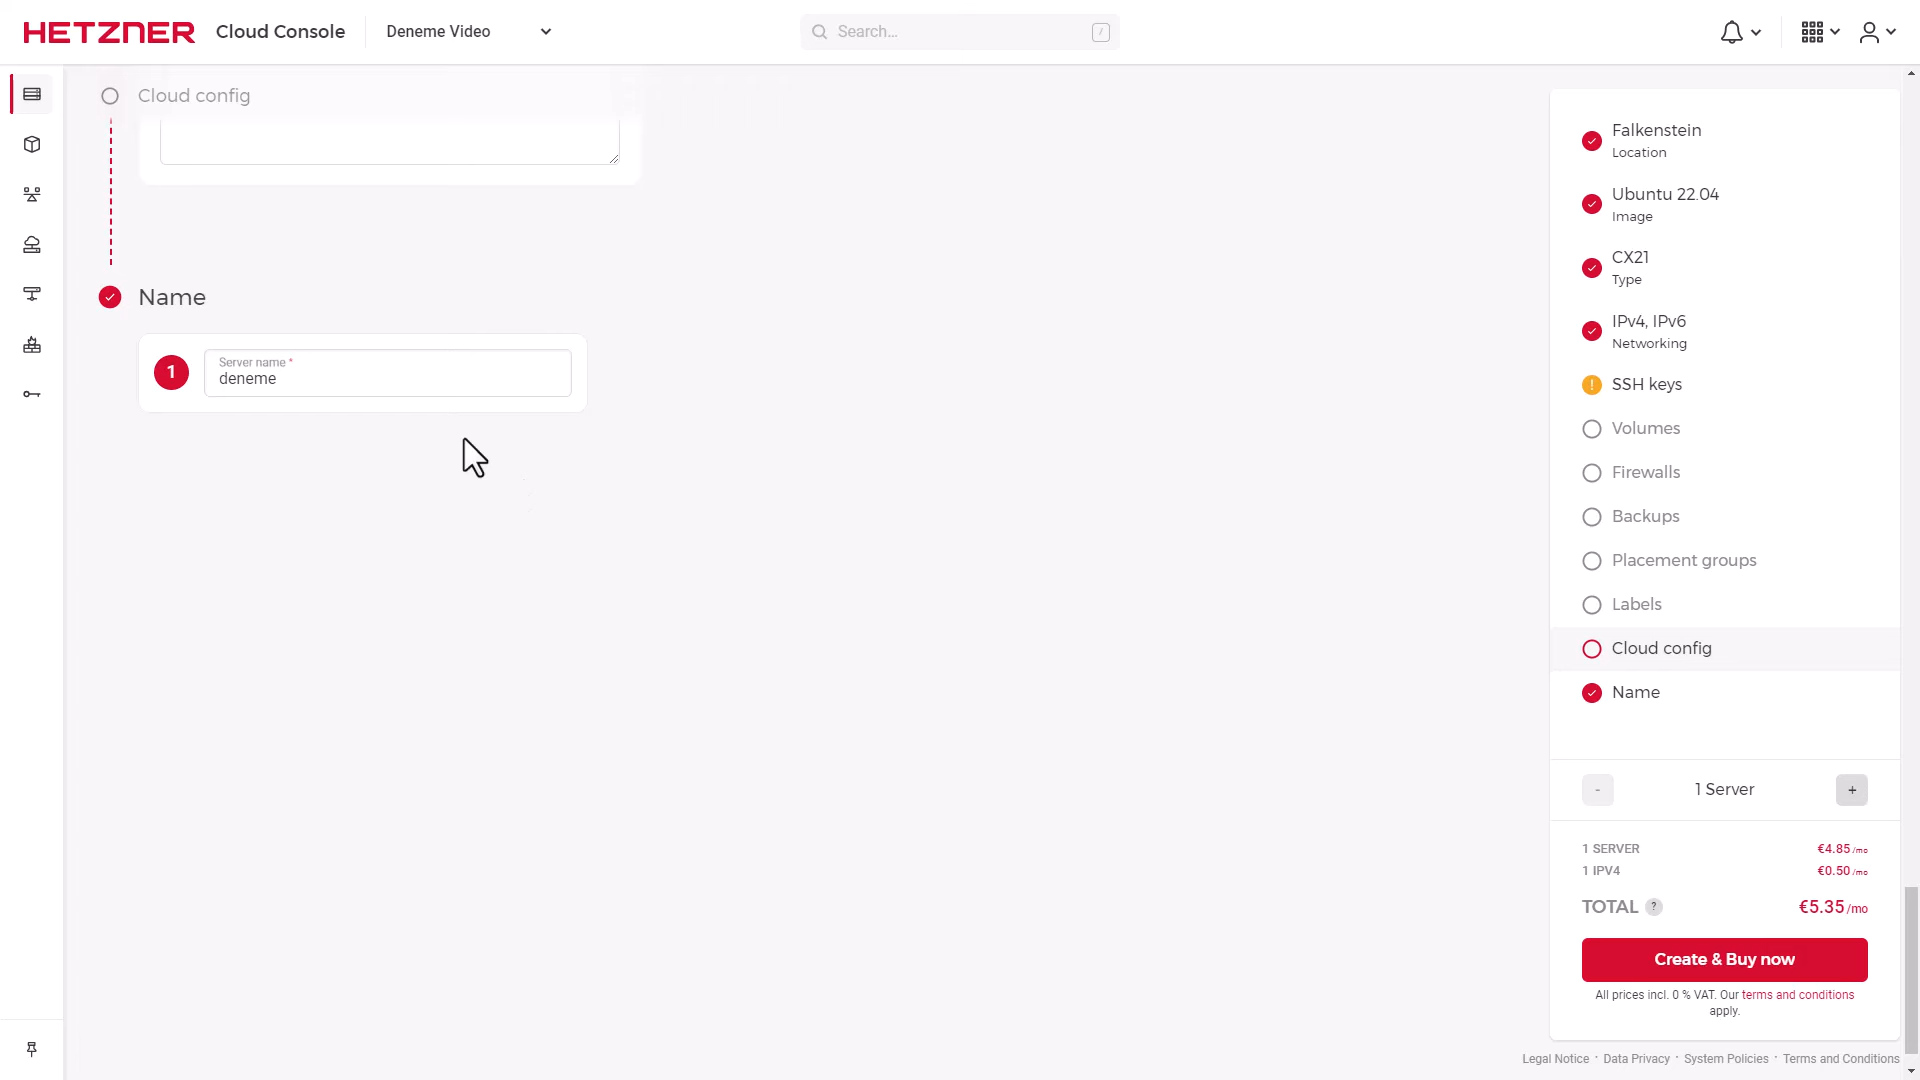 HETZNER Cloud Console Deneme Video Search... /
Cloud config
Name
1 Server name *
deneme
Falkenstein
Location
Ubuntu 22.04
Image
CX21
Type
IPv4, IPv6
Networking
! SSH keys
Volumes
Firewalls
Backups
Placement groups
Labels
Cloud config
Name
- 1 Server +
1 SERVER €4.85 /mo
1 IPV4 €0.50 /mo
TOTAL ? €5.35 /mo
Create & Buy now
All prices incl. 0 % VAT. Our terms and conditions
apply.
Legal Notice · Data Privacy · System Policies · Terms and Conditions